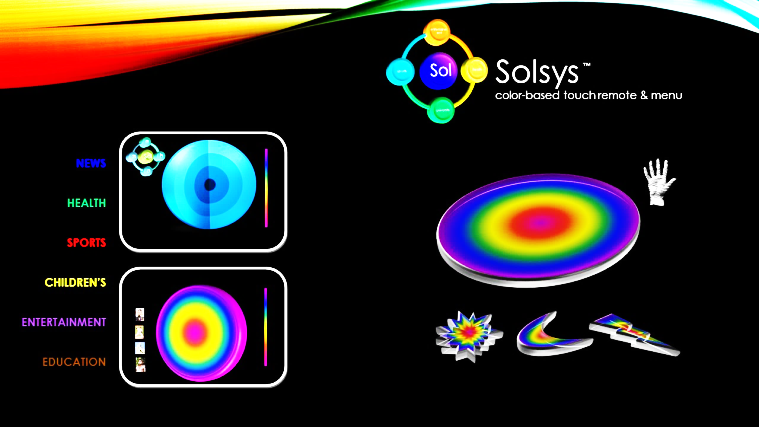 Sol
Solsys™
color-based touch remote & menu
NEWS
HEALTH
SPORTS
CHILDREN'S
ENTERTAINMENT
EDUCATION